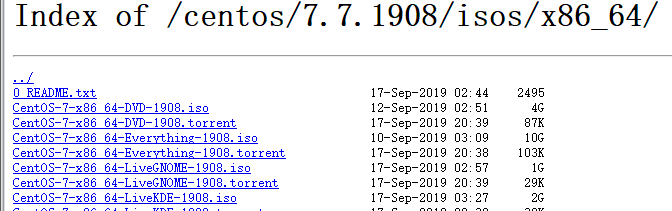 Index of /centos/7.7.1908/isos/x86_64/
../
0_README.txt 17-Sep-2019 02:44 2495
CentOS-7-x86_64-DVD-1908.iso 12-Sep-2019 02:51 4G
CentOS-7-x86_64-DVD-1908.torrent 17-Sep-2019 20:39 87K
CentOS-7-x86_64-Everything-1908.iso 10-Sep-2019 03:09 10G
CentOS-7-x86_64-Everything-1908.torrent 17-Sep-2019 20:38 103K
CentOS-7-x86_64-LiveGNOME-1908.iso 17-Sep-2019 02:57 1G
CentOS-7-x86_64-LiveGNOME-1908.torrent 17-Sep-2019 20:39 29K
CentOS-7-x86_64-LiveKDE-1908.iso 17-Sep-2019 03:27 2G